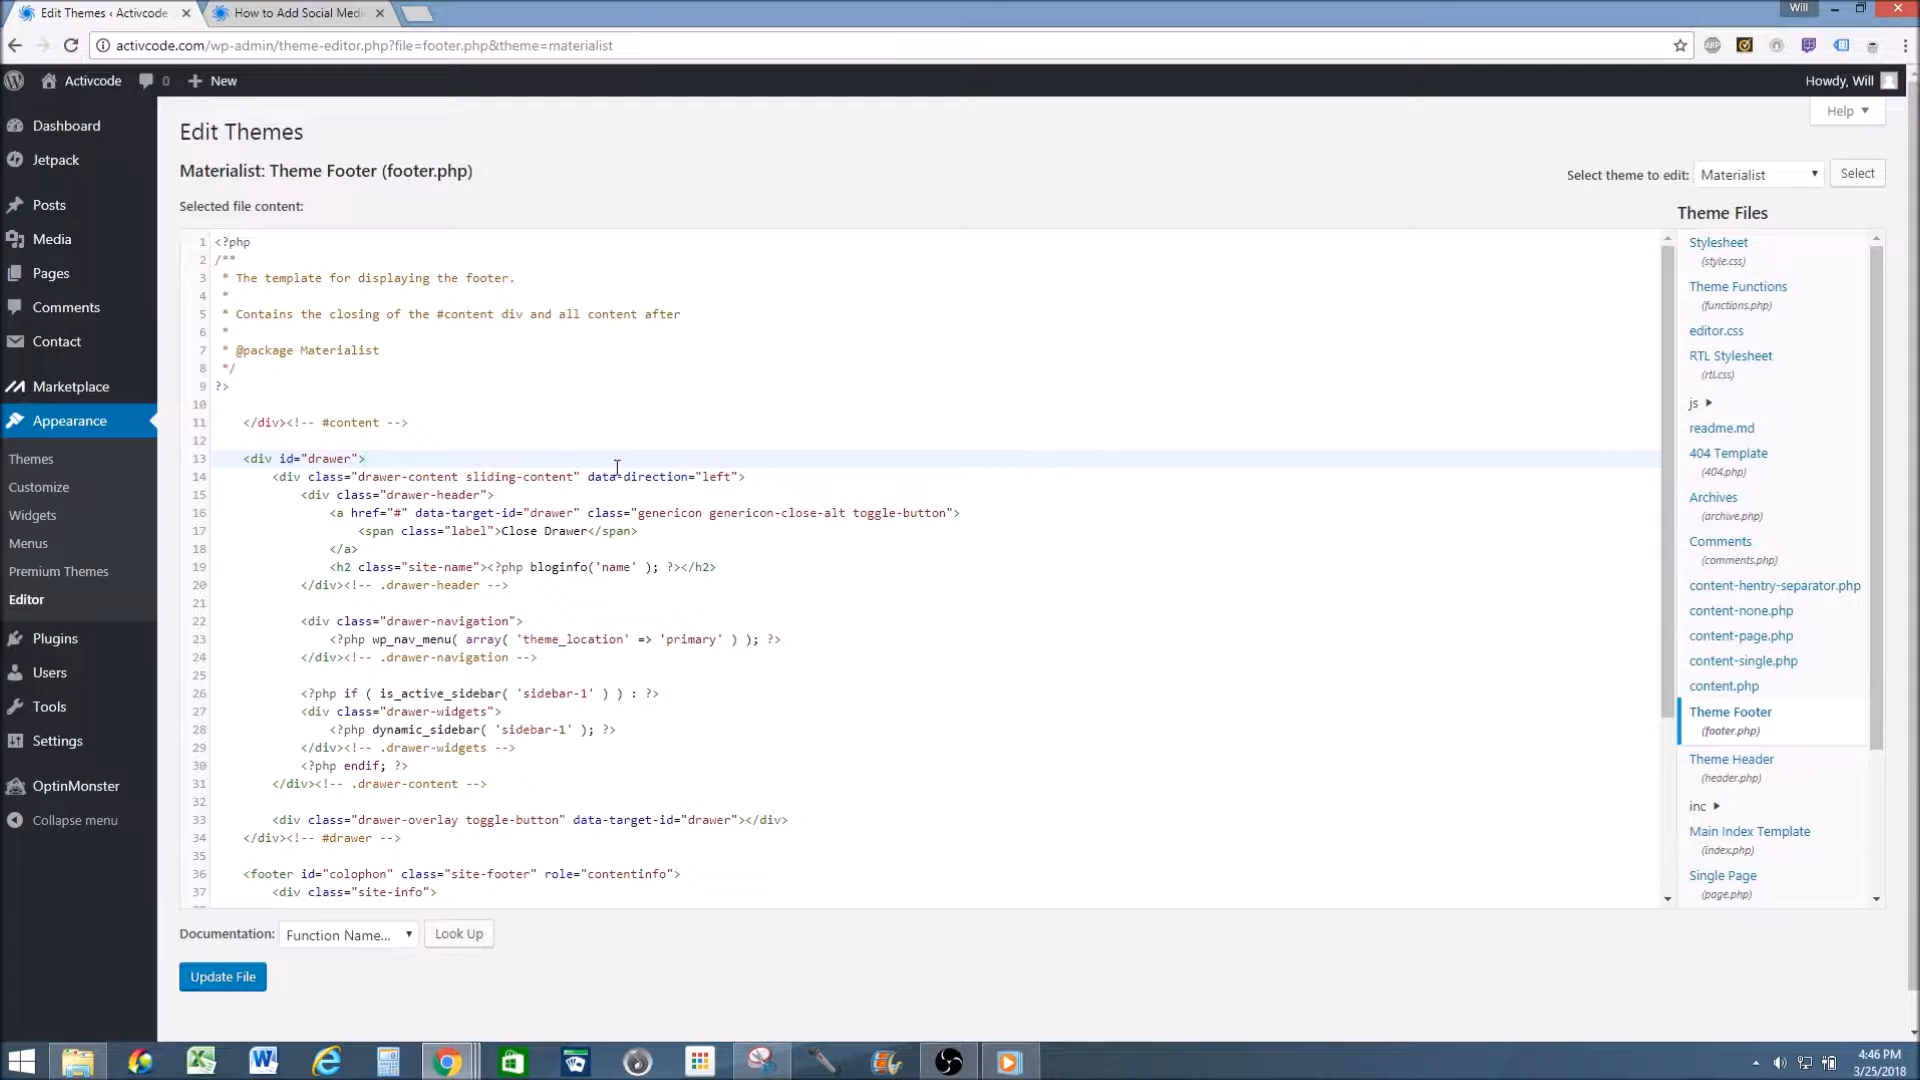 Edit Themes ‹ Activcode
How to Add Social Medi
Will
activcode.com/wp-admin/theme-editor.php?file=footer.php&theme=materialist
Activcode 0 New
Howdy, Will
Dashboard
Jetpack
Posts
Media
Pages
Comments
Contact
Marketplace
Appearance
Themes
Customize
Widgets
Menus
Premium Themes
Editor
Plugins
Users
Tools
Settings
OptinMonster
Collapse menu
Help
Edit Themes
Materialist: Theme Footer (footer.php)
Select theme to edit: Materialist Select
Selected file content:
1 <?php
2 /**
3  * The template for displaying the footer.
4  *
5  * Contains the closing of the #content div and all content after
6  *
7  * @package Materialist
8  */
9 ?>
10
11     </div><!-- #content -->
12
13     <div id="drawer">
14         <div class="drawer-content sliding-content" data-direction="left">
15             <div class="drawer-header">
16                 <a href="#" data-target-id="drawer" class="genericon genericon-close-alt toggle-button">
17                     <span class="label">Close Drawer</span>
18                 </a>
19                 <h2 class="site-name"><?php bloginfo('name' ); ?></h2>
20             </div><!-- .drawer-header -->
21
22             <div class="drawer-navigation">
23                 <?php wp_nav_menu( array( 'theme_location' => 'primary' ) ); ?>
24             </div><!-- .drawer-navigation -->
25
26             <?php if ( is_active_sidebar( 'sidebar-1' ) ) : ?>
27             <div class="drawer-widgets">
28                 <?php dynamic_sidebar( 'sidebar-1' ); ?>
29             </div><!-- .drawer-widgets -->
30             <?php endif; ?>
31         </div><!-- .drawer-content -->
32
33         <div class="drawer-overlay toggle-button" data-target-id="drawer"></div>
34     </div><!-- #drawer -->
35
36     <footer id="colophon" class="site-footer" role="contentinfo">
37         <div class="site-info">
Theme Files
Stylesheet
(style.css)
Theme Functions
(functions.php)
editor.css
RTL Stylesheet
(rtl.css)
js
readme.md
404 Template
(404.php)
Archives
(archive.php)
Comments
(comments.php)
content-hentry-separator.php
content-none.php
content-page.php
content-single.php
content.php
Theme Footer
(footer.php)
Theme Header
(header.php)
inc
Main Index Template
(index.php)
Single Page
(page.php)
Documentation: Function Name... Look Up
Update File
4:46 PM
3/25/2018